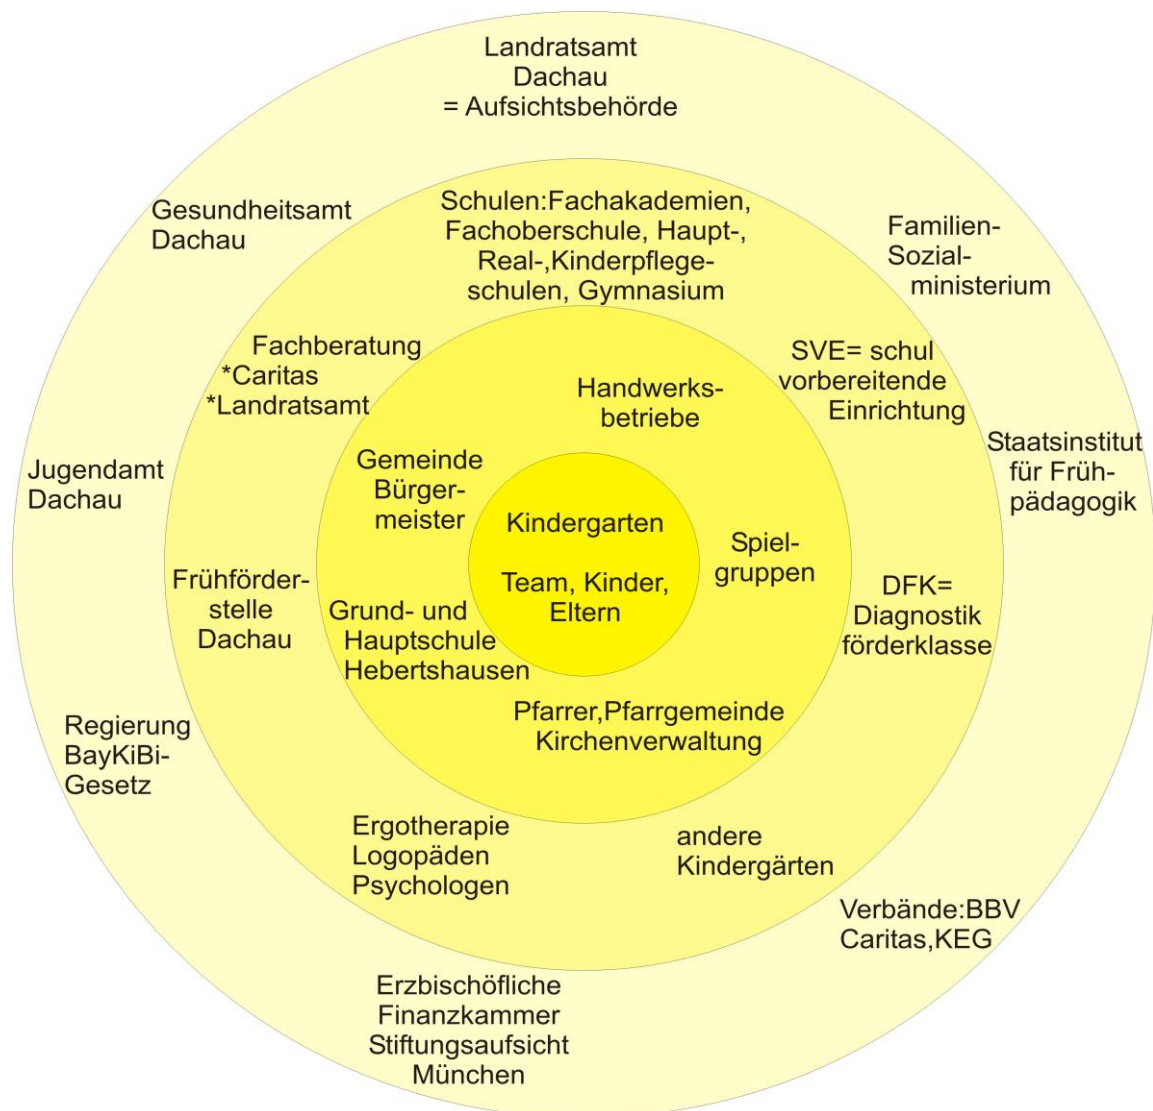 Landratsamt
Dachau
= Aufsichtsbehörde
Gesundheitsamt
Dachau
Schulen:Fachakademien,
Fachoberschule, Haupt-,
Real-,Kinderpflege-
schulen, Gymnasium
Familien-
Sozial-
ministerium
Fachberatung
*Caritas
*Landratsamt
Handwerks-
betriebe
SVE= schul
vorbereitende
Einrichtung
Jugendamt
Dachau
Gemeinde
Bürger-
meister
Staatsinstitut
für Früh-
pädagogik
Kindergarten
Team, Kinder,
Eltern
Spiel-
gruppen
Frühförder-
stelle
Dachau
Grund- und
Hauptschule
Hebertshausen
DFK=
Diagnostik
förderklasse
Pfarrer,Pfarrgemeinde
Kirchenverwaltung
Regierung
BayKiBi-
Gesetz
Ergotherapie
Logopäden
Psychologen
andere
Kindergärten
Verbände:BBV
Caritas,KEG
Erzbischöfliche
Finanzkammer
Stiftungsaufsicht
München